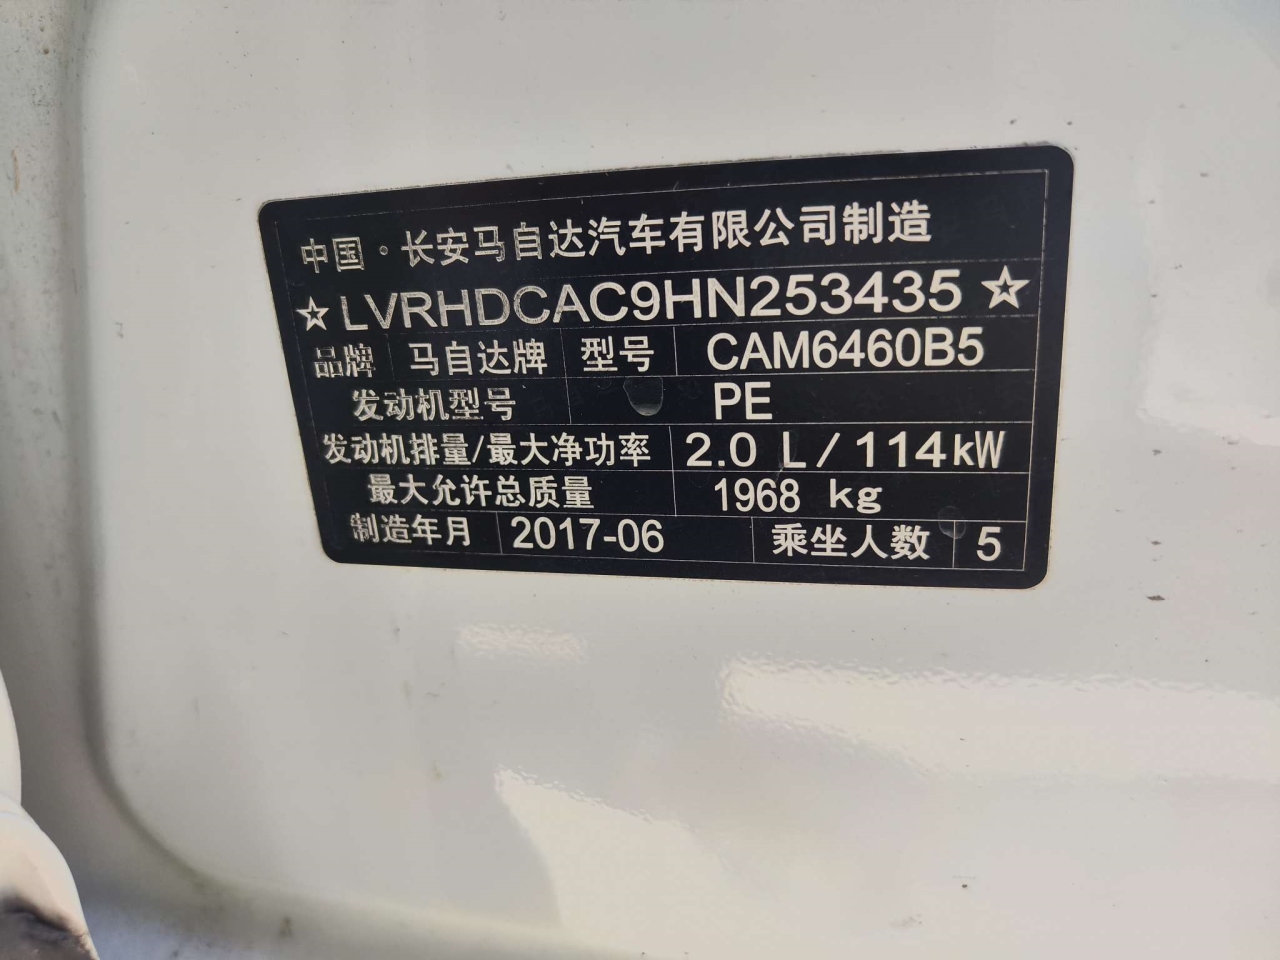 中国·长安马自达汽车有限公司制造
☆LVRHDCAC9HN253435☆
品牌 马自达牌 型号 CAM6460B5
发动机型号 PE
发动机排量/最大净功率 2.0 L/114kW
最大允许总质量 1968 kg
制造年月 2017-06 乘坐人数 5